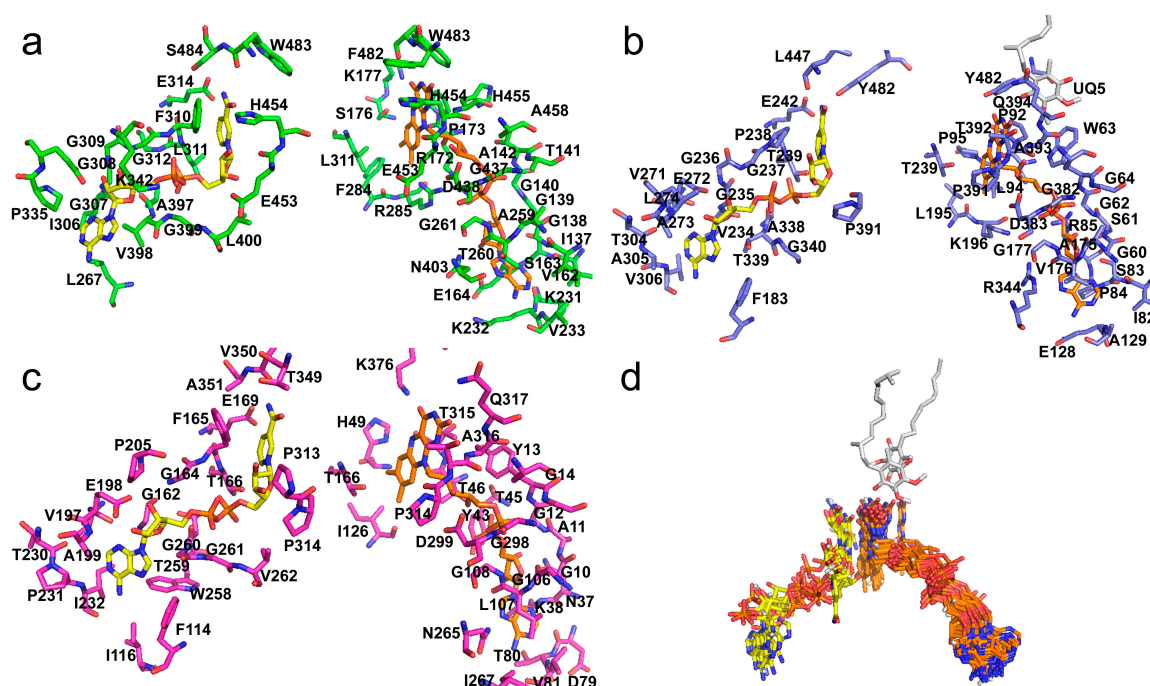 a
S484
W483
E314
F310
H454
G309
G308
G312
L311
K342
P335
I306
G307
A397
E453
V398
G399
L400
L267
F482
W483
K177
H454
H455
S176
A458
P173
L311
R172
A142
T141
E453
G437
F284
D438
G140
R285
A259
G139
G261
G138
T260
I137
N403
S163
V162
E164
K231
K232
V233
b
L447
Y482
E242
P238
G236
T239
V271
E272
G237
L274
G235
A273
V234
P391
T304
A338
A305
G340
V306
T339
F183
Y482
UQ5
Q394
P92
T392
W63
P95
A393
T239
P391
L94
G382
G64
L195
G62
D383
R85
S61
K196
G177
A175
G60
V176
S83
R344
P84
I82
E128
A129
c
V350
T349
A351
E169
F165
P205
P313
G164
T166
E198
G162
V197
P314
G260
G261
T230
A199
T259
V262
P231
W258
I232
F114
I116
K376
Q317
T315
H49
A316
Y13
T166
G14
T46
T45
P314
G12
Y43
I126
A11
D299
G298
G108
G106
G10
L107
K38
N37
N265
T80
I267
V81
D79
d